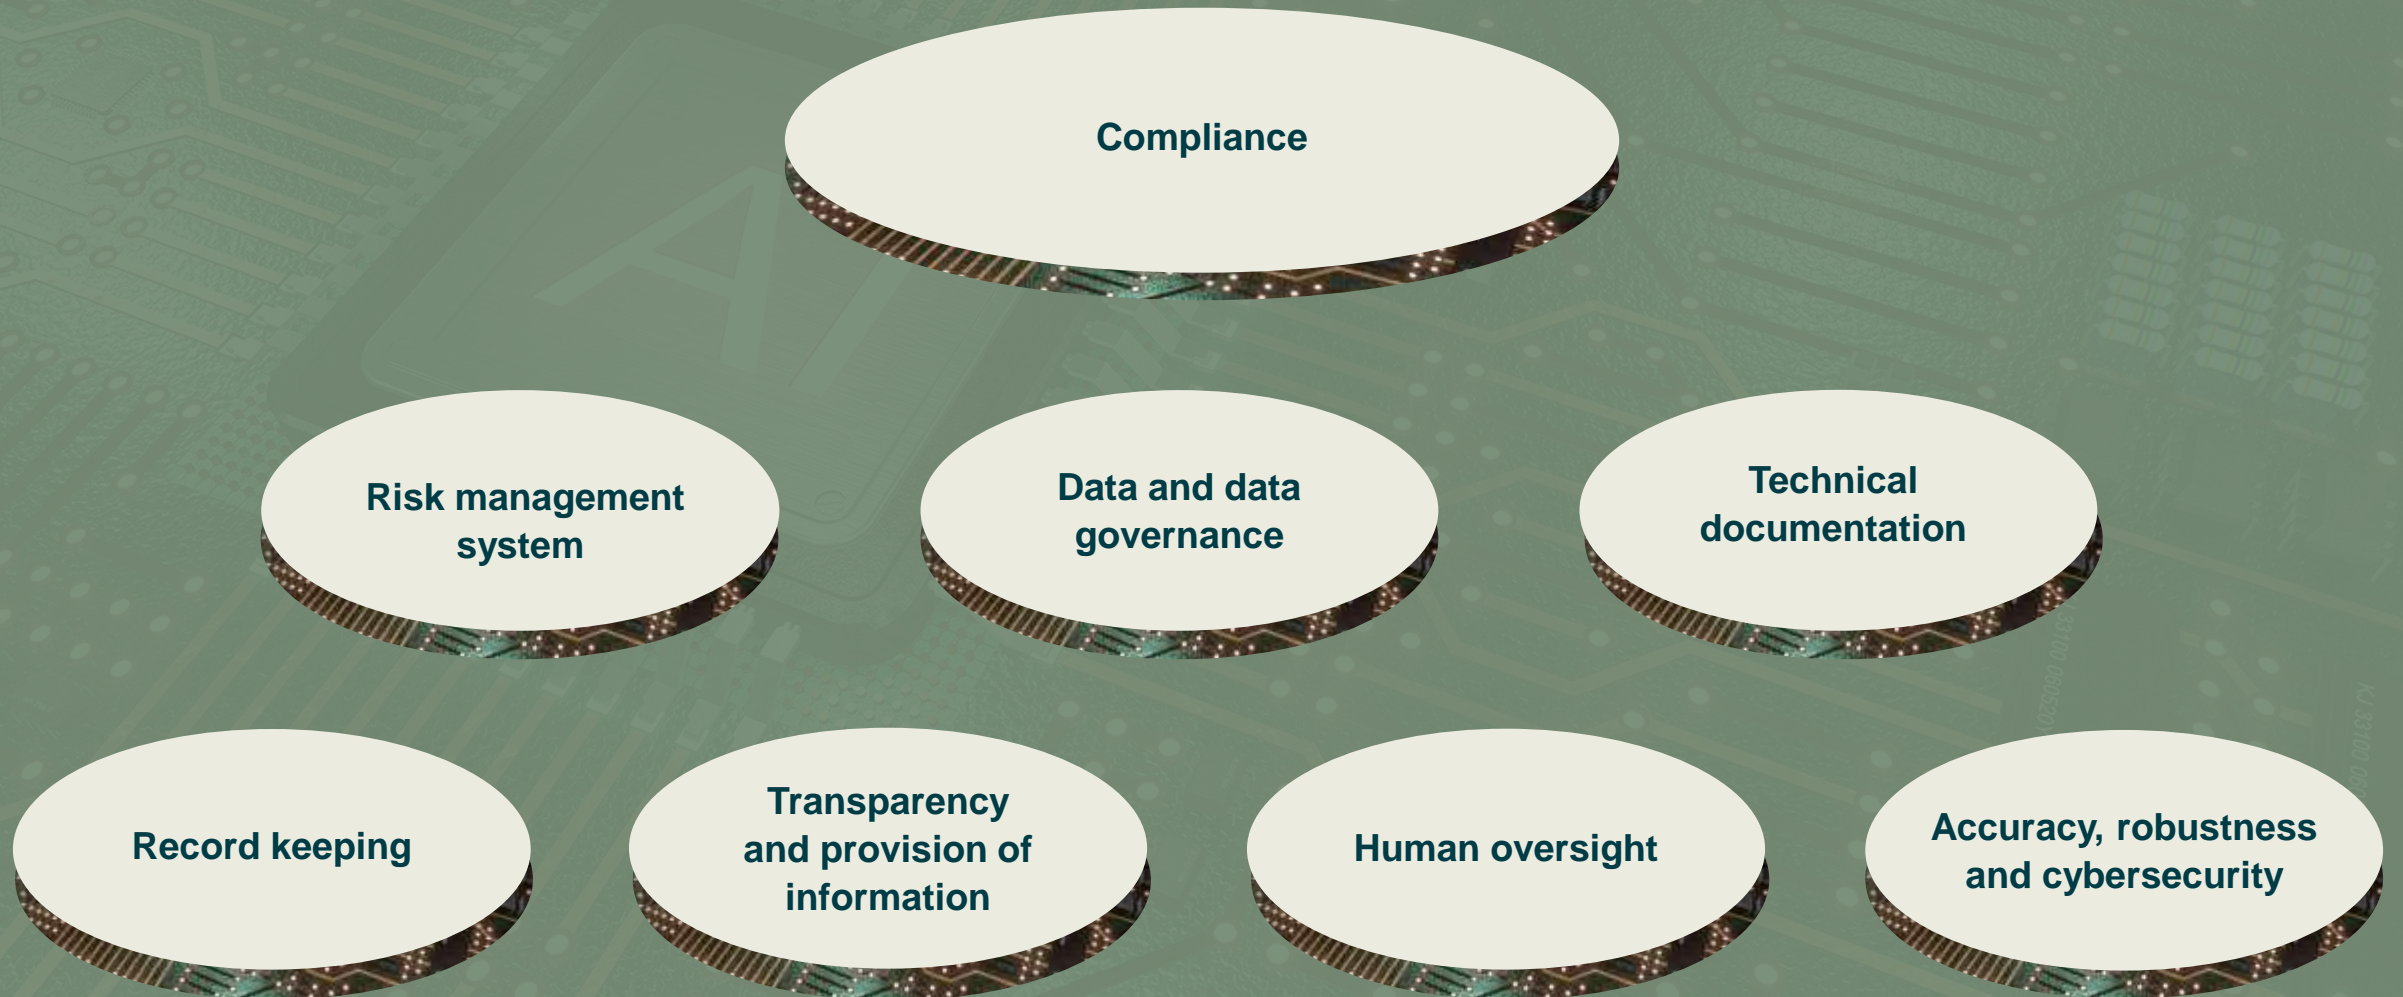 Compliance
Risk management
system
Data and data
governance
Technical
documentation
Record keeping
Transparency
and provision of
information
Human oversight
Accuracy, robustness
and cybersecurity
AI